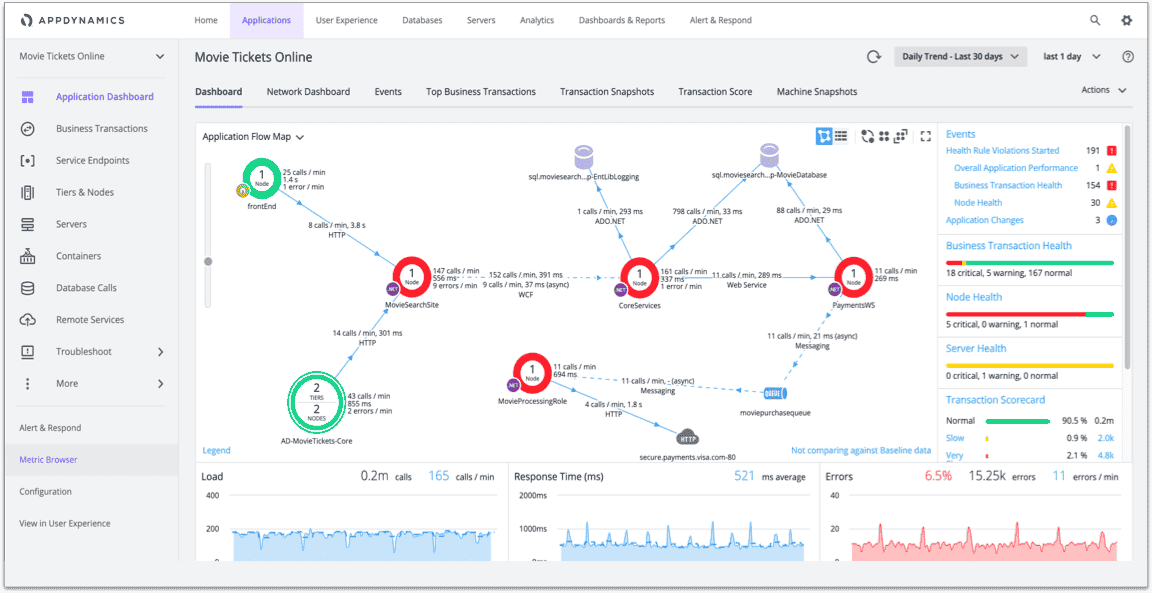 APPDYNAMICS
Home Applications User Experience Databases Servers Analytics Dashboards & Reports Alert & Respond
Movie Tickets Online
Application Dashboard
Business Transactions
Service Endpoints
Tiers & Nodes
Servers
Containers
Database Calls
Remote Services
Troubleshoot
More
Alert & Respond
Metric Browser
Configuration
View in User Experience
Movie Tickets Online
Daily Trend - Last 30 days
last 1 day
Dashboard Network Dashboard Events Top Business Transactions Transaction Snapshots Transaction Score Machine Snapshots
Actions
Application Flow Map
1
Node
25 calls / min
1.4 s
1 error / min
frontEnd
8 calls / min, 3.8 s
HTTP
1
Node
.NET
147 calls / min
556 ms
9 errors / min
MovieSearchSite
14 calls / min, 301 ms
HTTP
2
TIERS
2
NODES
43 calls / min
855 ms
2 errors / min
AD-MovieTickets-Core
152 calls / min, 391 ms
9 calls / min, 37 ms (async)
WCF
sql.moviesearch...p-EntLibLogging
1 calls / min, 293 ms
ADO.NET
sql.moviesearch...p-MovieDatabase
798 calls / min, 33 ms
ADO.NET
88 calls / min, 29 ms
ADO.NET
1
Node
.NET
161 calls / min
337 ms
1 error / min
CoreServices
11 calls / min, 289 ms
Web Service
1
Node
.NET
11 calls / min
269 ms
PaymentsWS
11 calls / min, 21 ms (async)
Messaging
1
Node
.NET
11 calls / min
694 ms
MovieProcessingRole
11 calls / min, - (async)
Messaging
QUEUE
moviepurchasequeue
4 calls / min, 1.8 s
HTTP
HTTP
secure.payments.visa.com-80
Legend
Not comparing against Baseline data
Events
Health Rule Violations Started 191
Overall Application Performance 1
Business Transaction Health 154
Node Health 30
Application Changes 3
Business Transaction Health
18 critical, 5 warning, 167 normal
Node Health
5 critical, 0 warning, 1 normal
Server Health
0 critical, 1 warning, 0 normal
Transaction Scorecard
Normal 90.5 % 0.2m
Slow 0.9 % 2.0k
Very 2.1 % 4.8k
Load 0.2m calls 165 calls / min
400
200
0
Response Time (ms) 521 ms average
2000ms
1000ms
0ms
Errors 6.5% 15.25k errors 11 errors / min
40
20
0